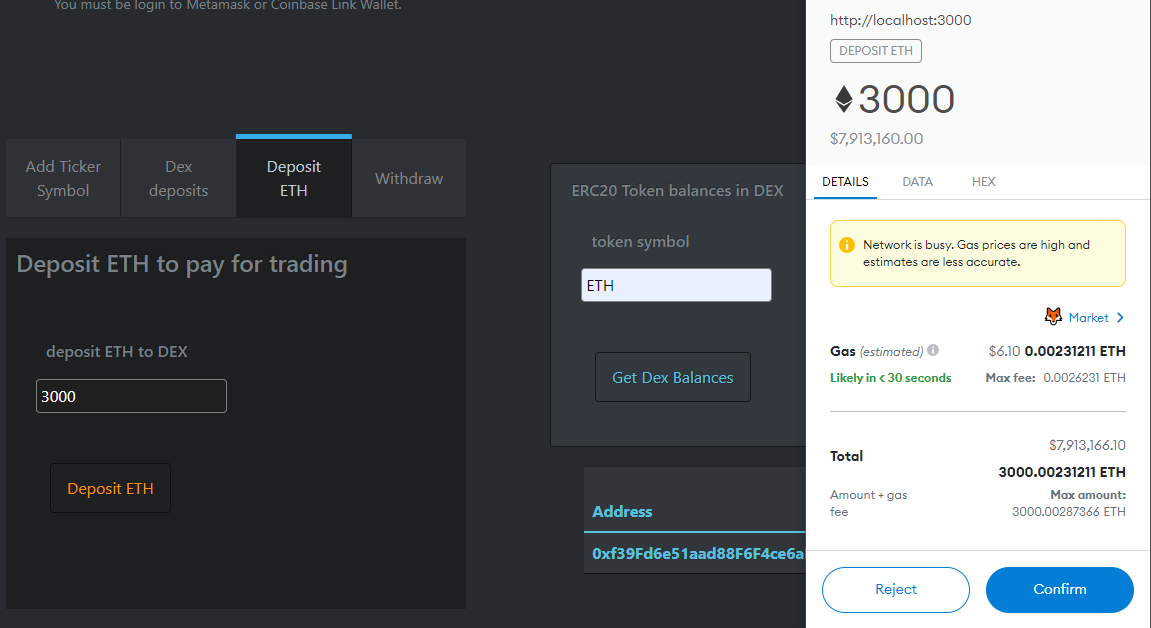 You must be login to Metamask or Coinbase Link Wallet.
Add Ticker
Symbol
Dex
deposits
Deposit
ETH
Withdraw
Deposit ETH to pay for trading
deposit ETH to DEX
3000
Deposit ETH
ERC20 Token balances in DEX
token symbol
ETH
Get Dex Balances
Address
0xf39Fd6e51aad88F6F4ce6a
http://localhost:3000
DEPOSIT ETH
3000
$7,913,160.00
DETAILS DATA HEX
Network is busy. Gas prices are high and
estimates are less accurate.
Market
Gas (estimated) $6.10 0.00231211 ETH
Likely in < 30 seconds Max fee: 0.0026231 ETH
$7,913,166.10
Total
3000.00231211 ETH
Amount + gas
fee
Max amount:
3000.00287366 ETH
Reject Confirm